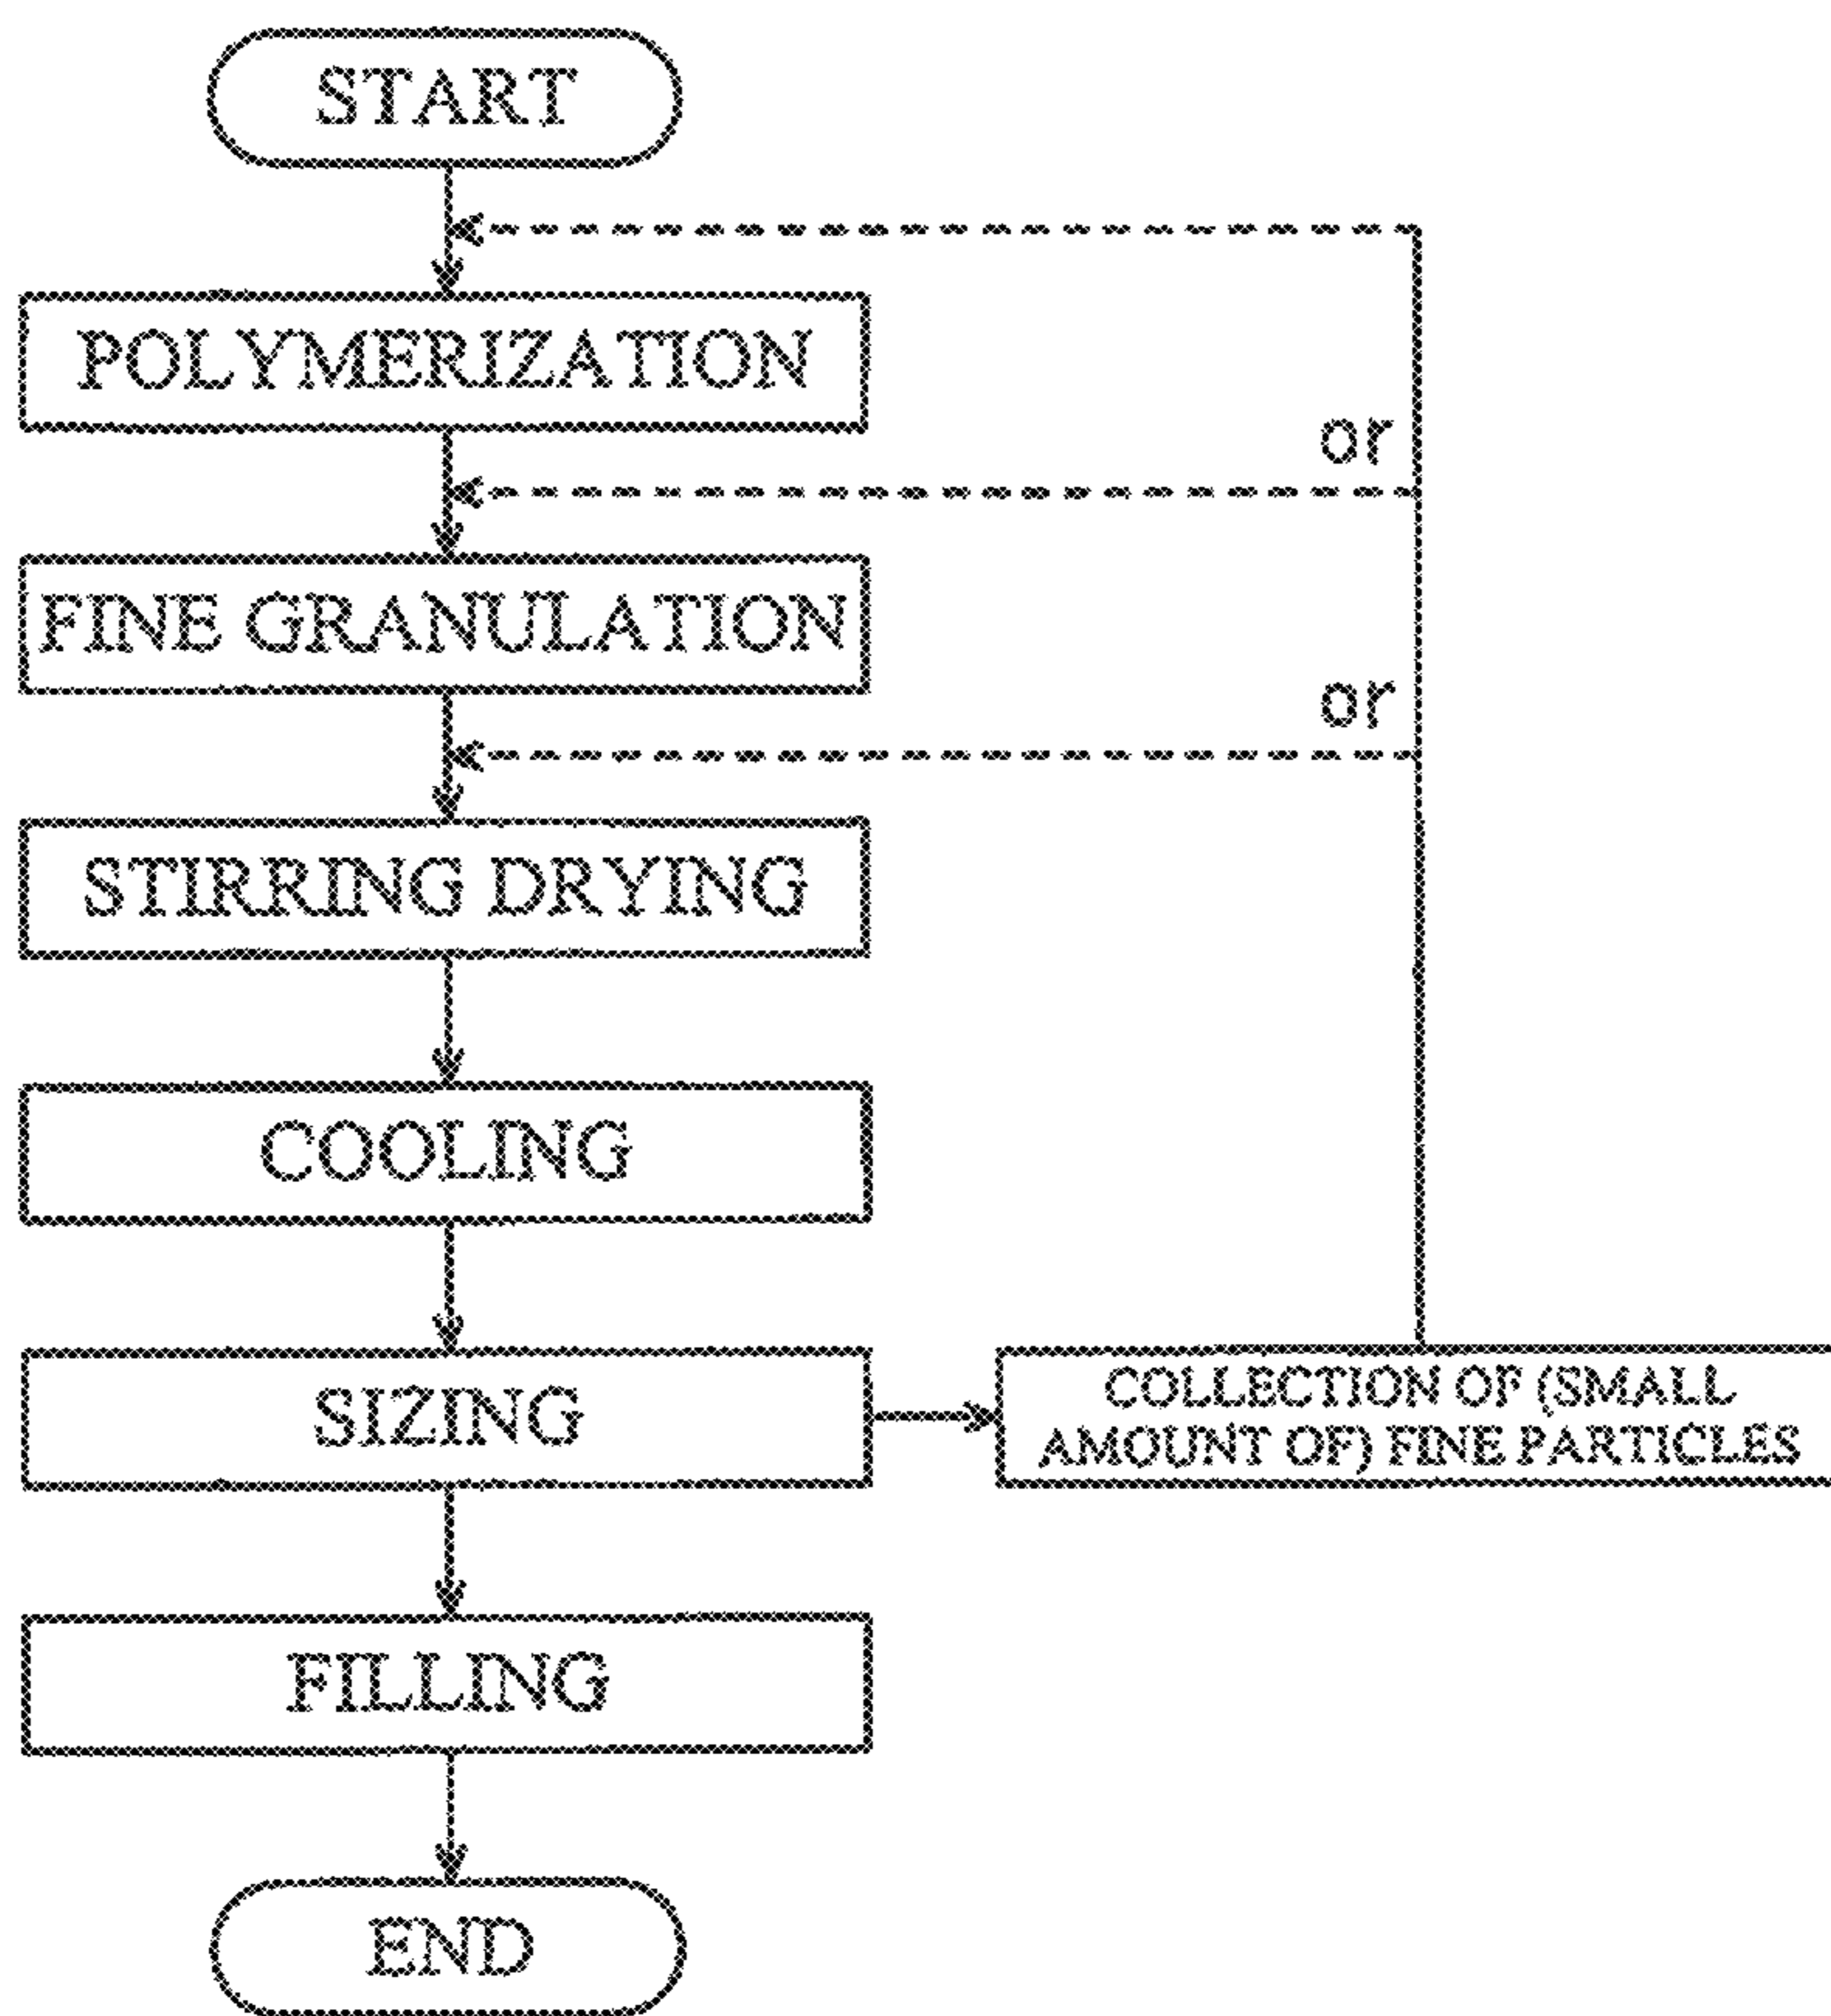 START
POLYMERIZATION
or
FINE GRANULATION
or
STIRRING DRYING
COOLING
SIZING
COLLECTION OF (SMALL
AMOUNT OF) FINE PARTICLES
FILLING
END